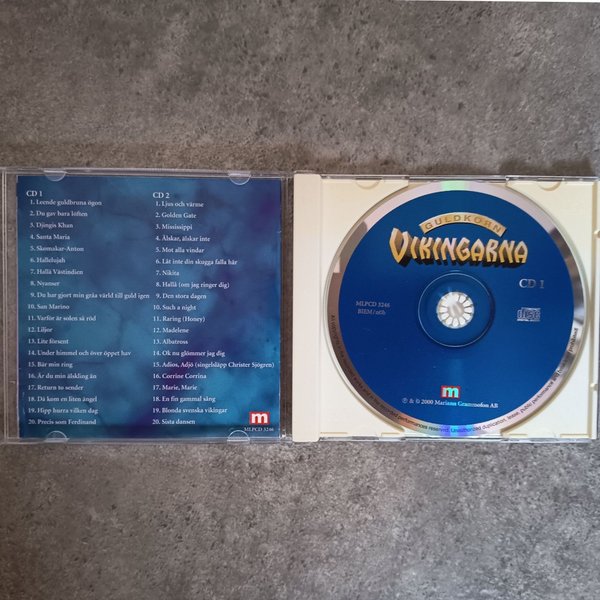 CD 1
1. Leende guldbruna ögon
2. Du gav bara löften
3. Djingis Khan
4. Santa Maria
5. Skomakar-Anton
6. Hallelujah
7. Hallå Västindien
8. Nyanser
9. Du har gjort min gråa värld till guld igen
10. San Marino
11. Varför är solen så röd
12. Liljor
13. Lite försent
14. Under himmel och över öppet hav
15. Bär min ring
16. Är du min älskling än
17. Return to sender
18. Då kom en liten ängel
19. Hipp hurra vilken dag
20. Precis som Ferdinand
CD 2
1. Ljus och värme
2. Golden Gate
3. Mississippi
4. Älskar, älskar inte
5. Mot alla vindar
6. Låt inte din skugga falla här
7. Nikita
8. Hallå (om jag ringer dig)
9. Den stora dagen
10. Such a night
11. Raring (Honey)
12. Madelene
13. Albatross
14. Ok nu glömmer jag dig
15. Adios, Adjö (singelsläpp Christer Sjögren)
16. Corrine Corrina
17. Marie, Marie
18. En fin gammal sång
19. Blonda svenska vikingar
20. Sista dansen
m
MLPCD 3246
GULDKORN
VIKINGARNA
CD 1
MLPCD 3246
BIEM/nCb
m
℗ & © 2000 Mariann Grammofon AB
performances reserved. Unauthorized duplication, lease, public performance